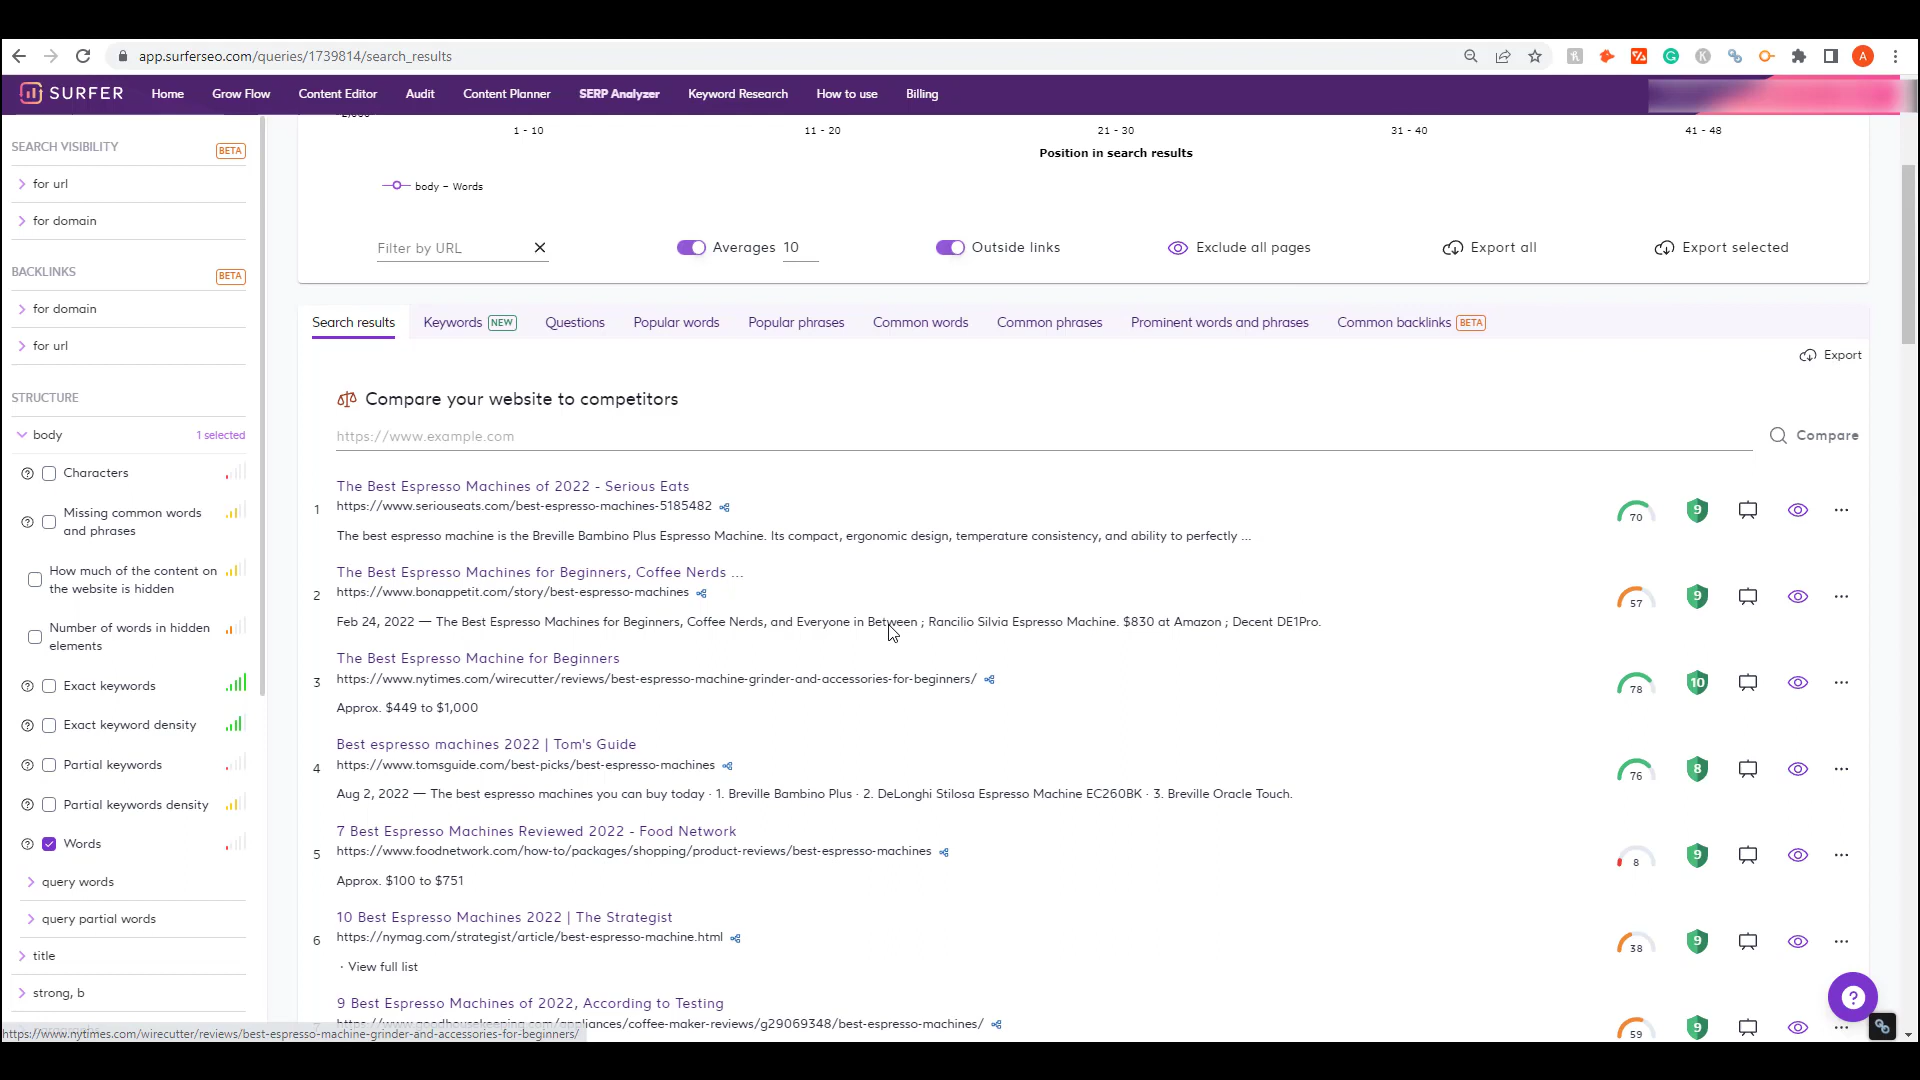 app.surferseo.com/queries/1739814/search_results
A
SURFER
Home
Grow Flow
Content Editor
Audit
Content Planner
SERP Analyzer
Keyword Research
How to use
Billing
SEARCH VISIBILITY
BETA
for url
for domain
BACKLINKS
BETA
for domain
for url
STRUCTURE
body
1 selected
Characters
Missing common words
and phrases
How much of the content on
the website is hidden
Number of words in hidden
elements
Exact keywords
Exact keyword density
Partial keywords
Partial keywords density
Words
query words
query partial words
title
strong, b
1 - 10
11 - 20
21 - 30
31 - 40
41 - 48
Position in search results
body – Words
Filter by URL
Averages 10
Outside links
Exclude all pages
Export all
Export selected
Search results
Keywords NEW
Questions
Popular words
Popular phrases
Common words
Common phrases
Prominent words and phrases
Common backlinks BETA
Export
Compare your website to competitors
https://www.example.com
Compare
The Best Espresso Machines of 2022 - Serious Eats
1 https://www.seriouseats.com/best-espresso-machines-5185482
70 9
The best espresso machine is the Breville Bambino Plus Espresso Machine. Its compact, ergonomic design, temperature consistency, and ability to perfectly ...
The Best Espresso Machines for Beginners, Coffee Nerds ...
2 https://www.bonappetit.com/story/best-espresso-machines
57 9
Feb 24, 2022 — The Best Espresso Machines for Beginners, Coffee Nerds, and Everyone in Between ; Rancilio Silvia Espresso Machine. $830 at Amazon ; Decent DE1Pro.
The Best Espresso Machine for Beginners
3 https://www.nytimes.com/wirecutter/reviews/best-espresso-machine-grinder-and-accessories-for-beginners/
78 10
Approx. $449 to $1,000
Best espresso machines 2022 | Tom's Guide
4 https://www.tomsguide.com/best-picks/best-espresso-machines
76 8
Aug 2, 2022 — The best espresso machines you can buy today · 1. Breville Bambino Plus · 2. DeLonghi Stilosa Espresso Machine EC260BK · 3. Breville Oracle Touch.
7 Best Espresso Machines Reviewed 2022 - Food Network
5 https://www.foodnetwork.com/how-to/packages/shopping/product-reviews/best-espresso-machines
8 9
Approx. $100 to $751
10 Best Espresso Machines 2022 | The Strategist
6 https://nymag.com/strategist/article/best-espresso-machine.html
38 9
· View full list
9 Best Espresso Machines of 2022, According to Testing
https://www.goodhousekeeping.com/appliances/coffee-maker-reviews/g29069348/best-espresso-machines/
59 9
https://www.nytimes.com/wirecutter/reviews/best-espresso-machine-grinder-and-accessories-for-beginners/